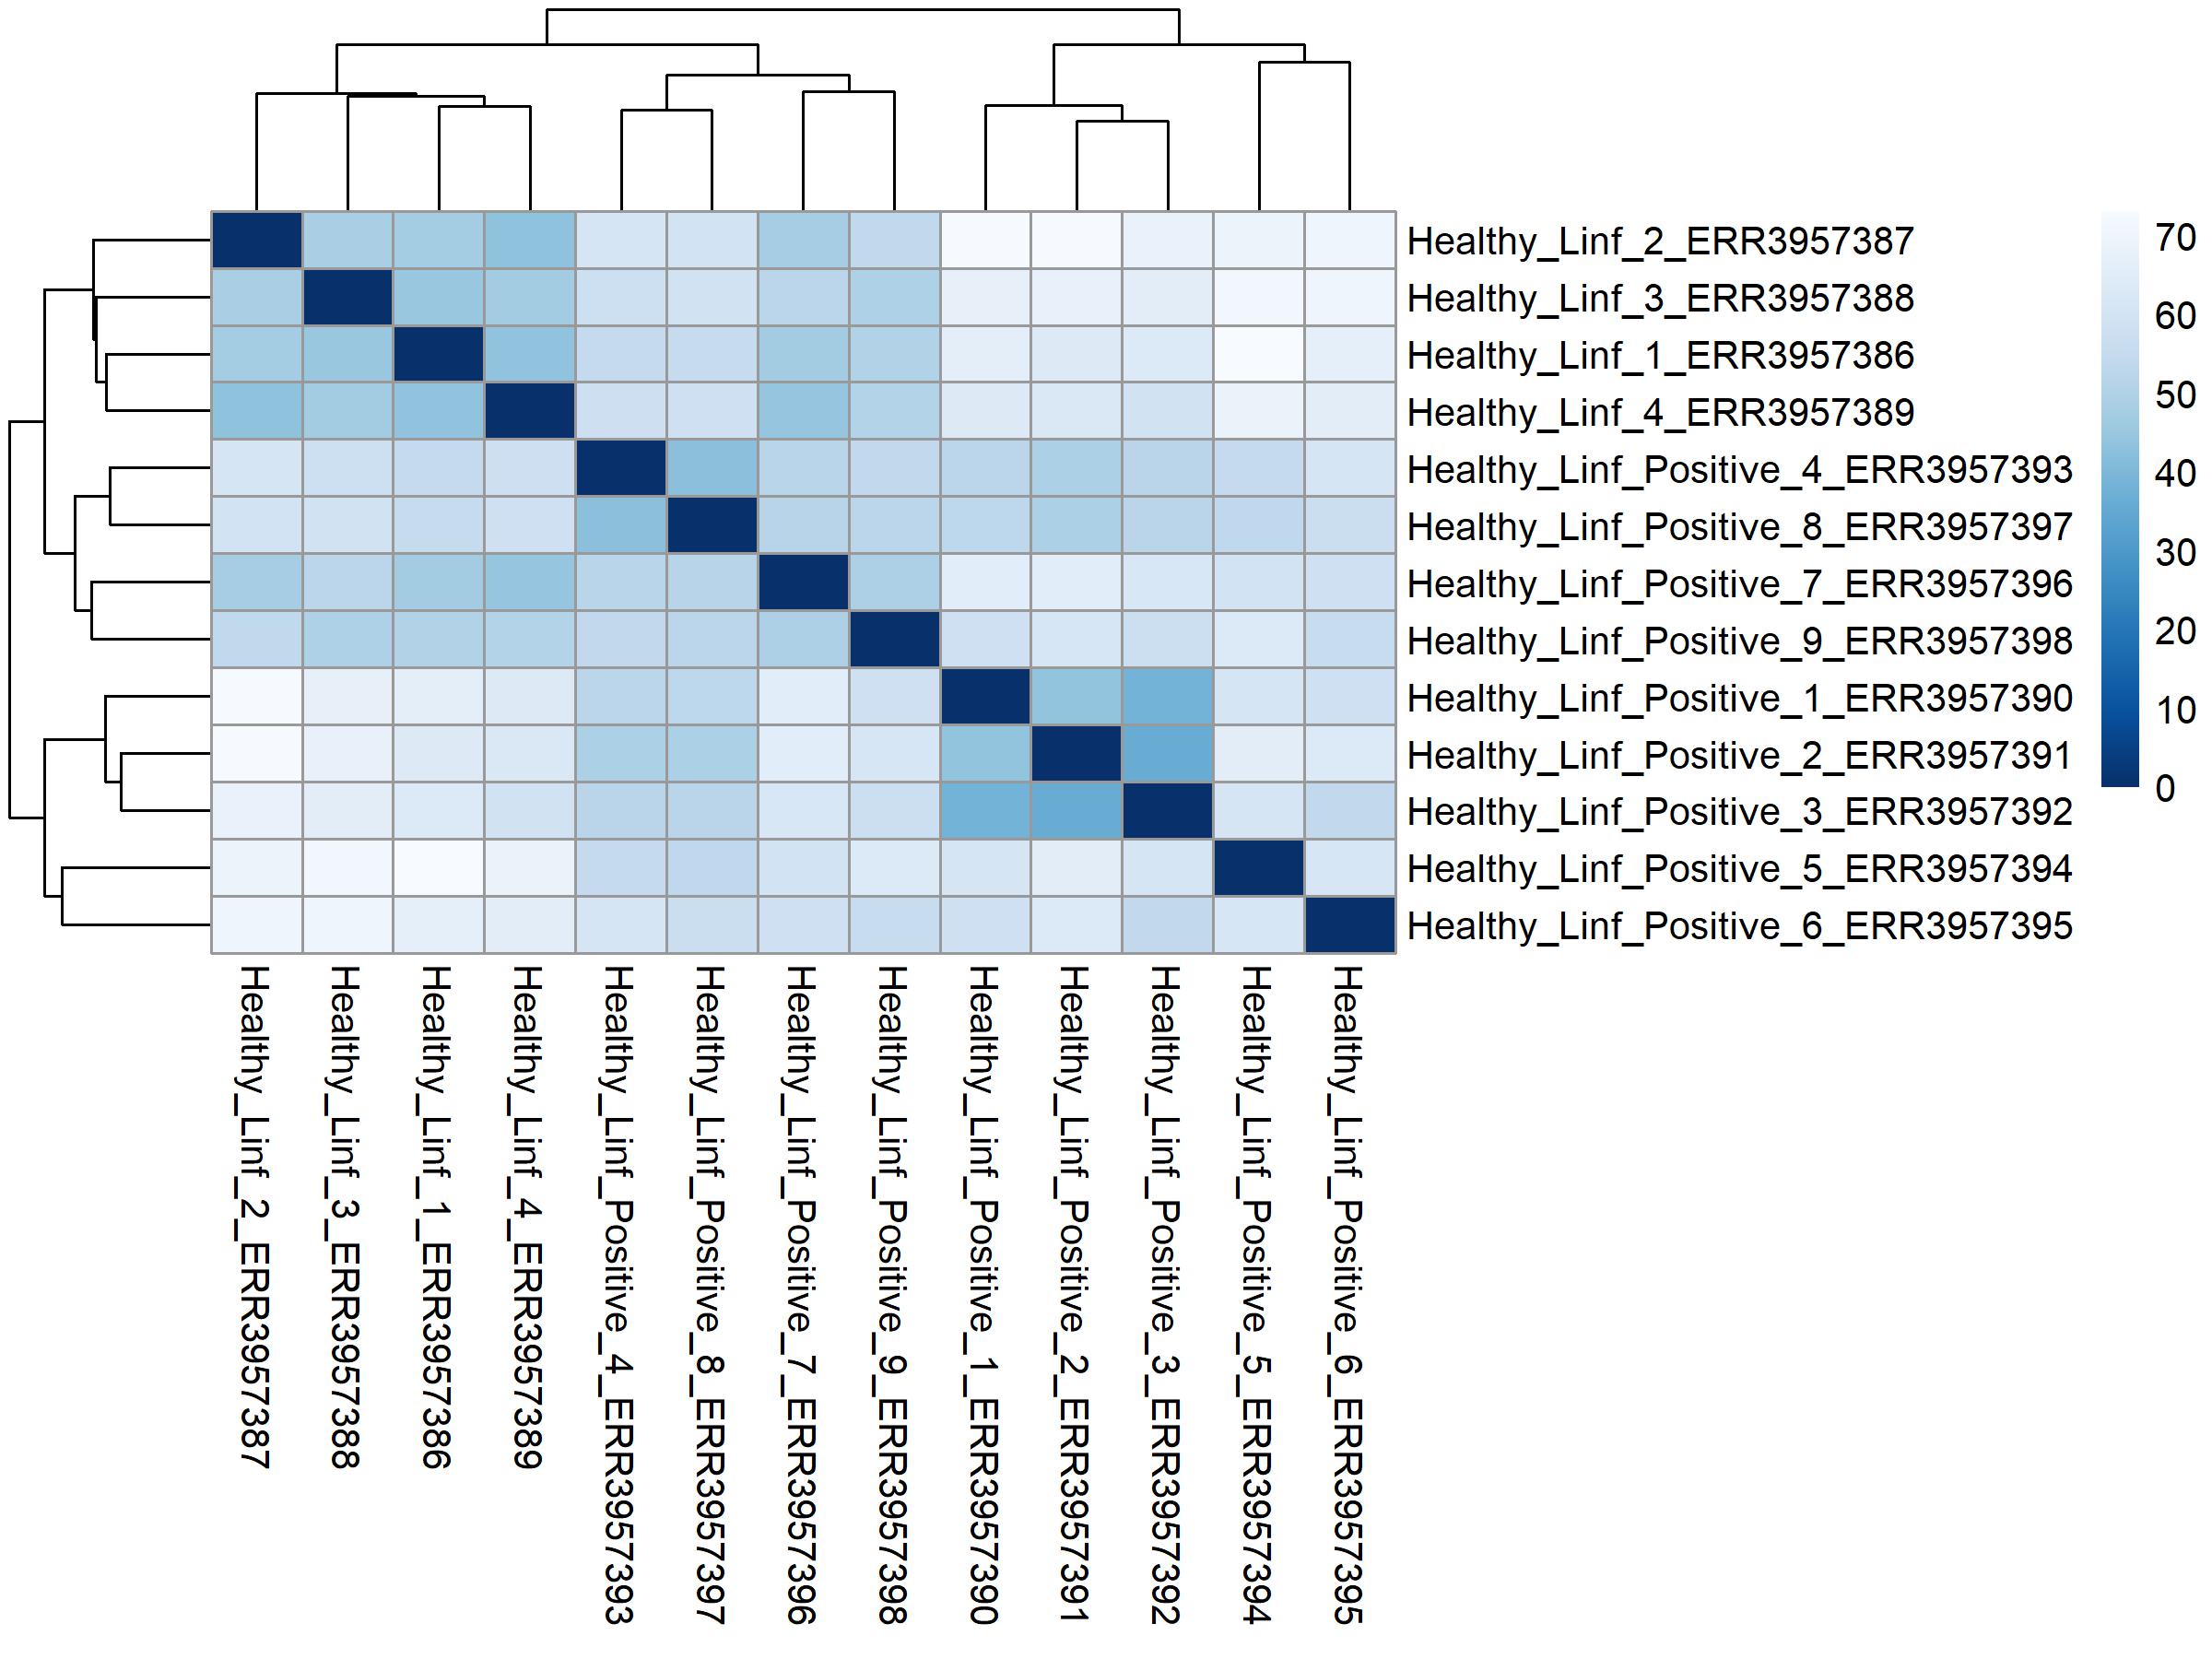 Healthy_Linf_2_ERR3957387
Healthy_Linf_3_ERR3957388
Healthy_Linf_1_ERR3957386
Healthy_Linf_4_ERR3957389
Healthy_Linf_Positive_4_ERR3957393
Healthy_Linf_Positive_8_ERR3957397
Healthy_Linf_Positive_7_ERR3957396
Healthy_Linf_Positive_9_ERR3957398
Healthy_Linf_Positive_1_ERR3957390
Healthy_Linf_Positive_2_ERR3957391
Healthy_Linf_Positive_3_ERR3957392
Healthy_Linf_Positive_5_ERR3957394
Healthy_Linf_Positive_6_ERR3957395
70
60
50
40
30
20
10
0
Healthy_Linf_2_ERR3957387
Healthy_Linf_3_ERR3957388
Healthy_Linf_1_ERR3957386
Healthy_Linf_4_ERR3957389
Healthy_Linf_Positive_4_ERR3957393
Healthy_Linf_Positive_8_ERR3957397
Healthy_Linf_Positive_7_ERR3957396
Healthy_Linf_Positive_9_ERR3957398
Healthy_Linf_Positive_1_ERR3957390
Healthy_Linf_Positive_2_ERR3957391
Healthy_Linf_Positive_3_ERR3957392
Healthy_Linf_Positive_5_ERR3957394
Healthy_Linf_Positive_6_ERR3957395